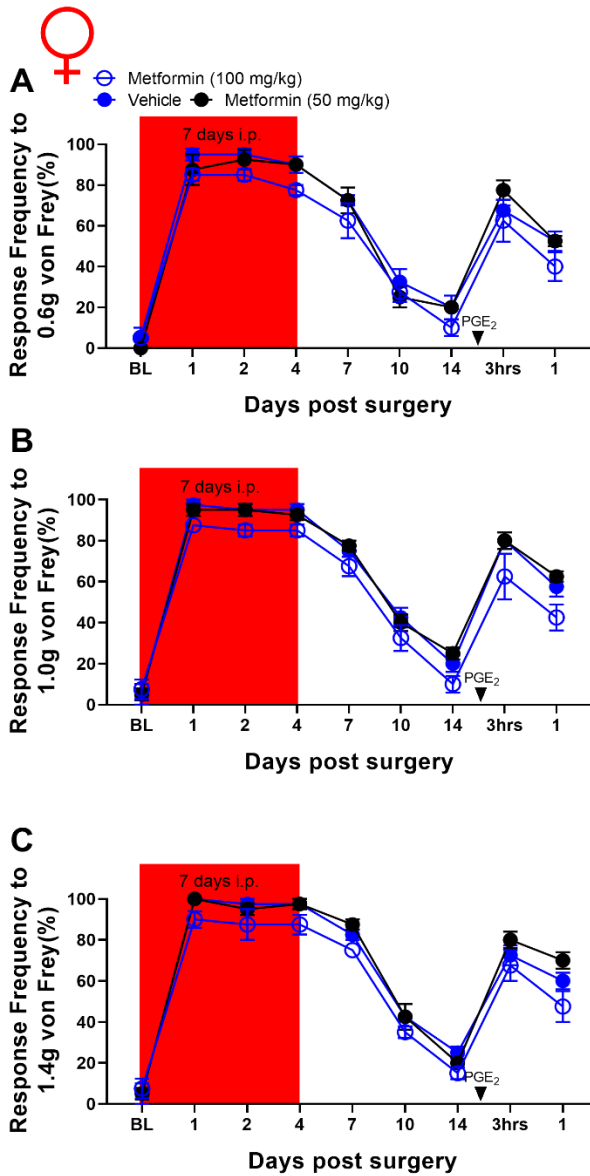 A
Metformin (100 mg/kg)
Vehicle Metformin (50 mg/kg)
Response Frequency to
0.6g von Frey(%)
7 days i.p.
100
80
60
40
20
0
PGE2
BL 1 2 4 7 10 14 3hrs 1
Days post surgery
B
Response Frequency to
1.0g von Frey(%)
7 days i.p.
100
80
60
40
20
0
PGE2
BL 1 2 4 7 10 14 3hrs 1
Days post surgery
C
Response Frequency to
1.4g von Frey(%)
7 days i.p.
100
80
60
40
20
0
PGE2
BL 1 2 4 7 10 14 3hrs 1
Days post surgery